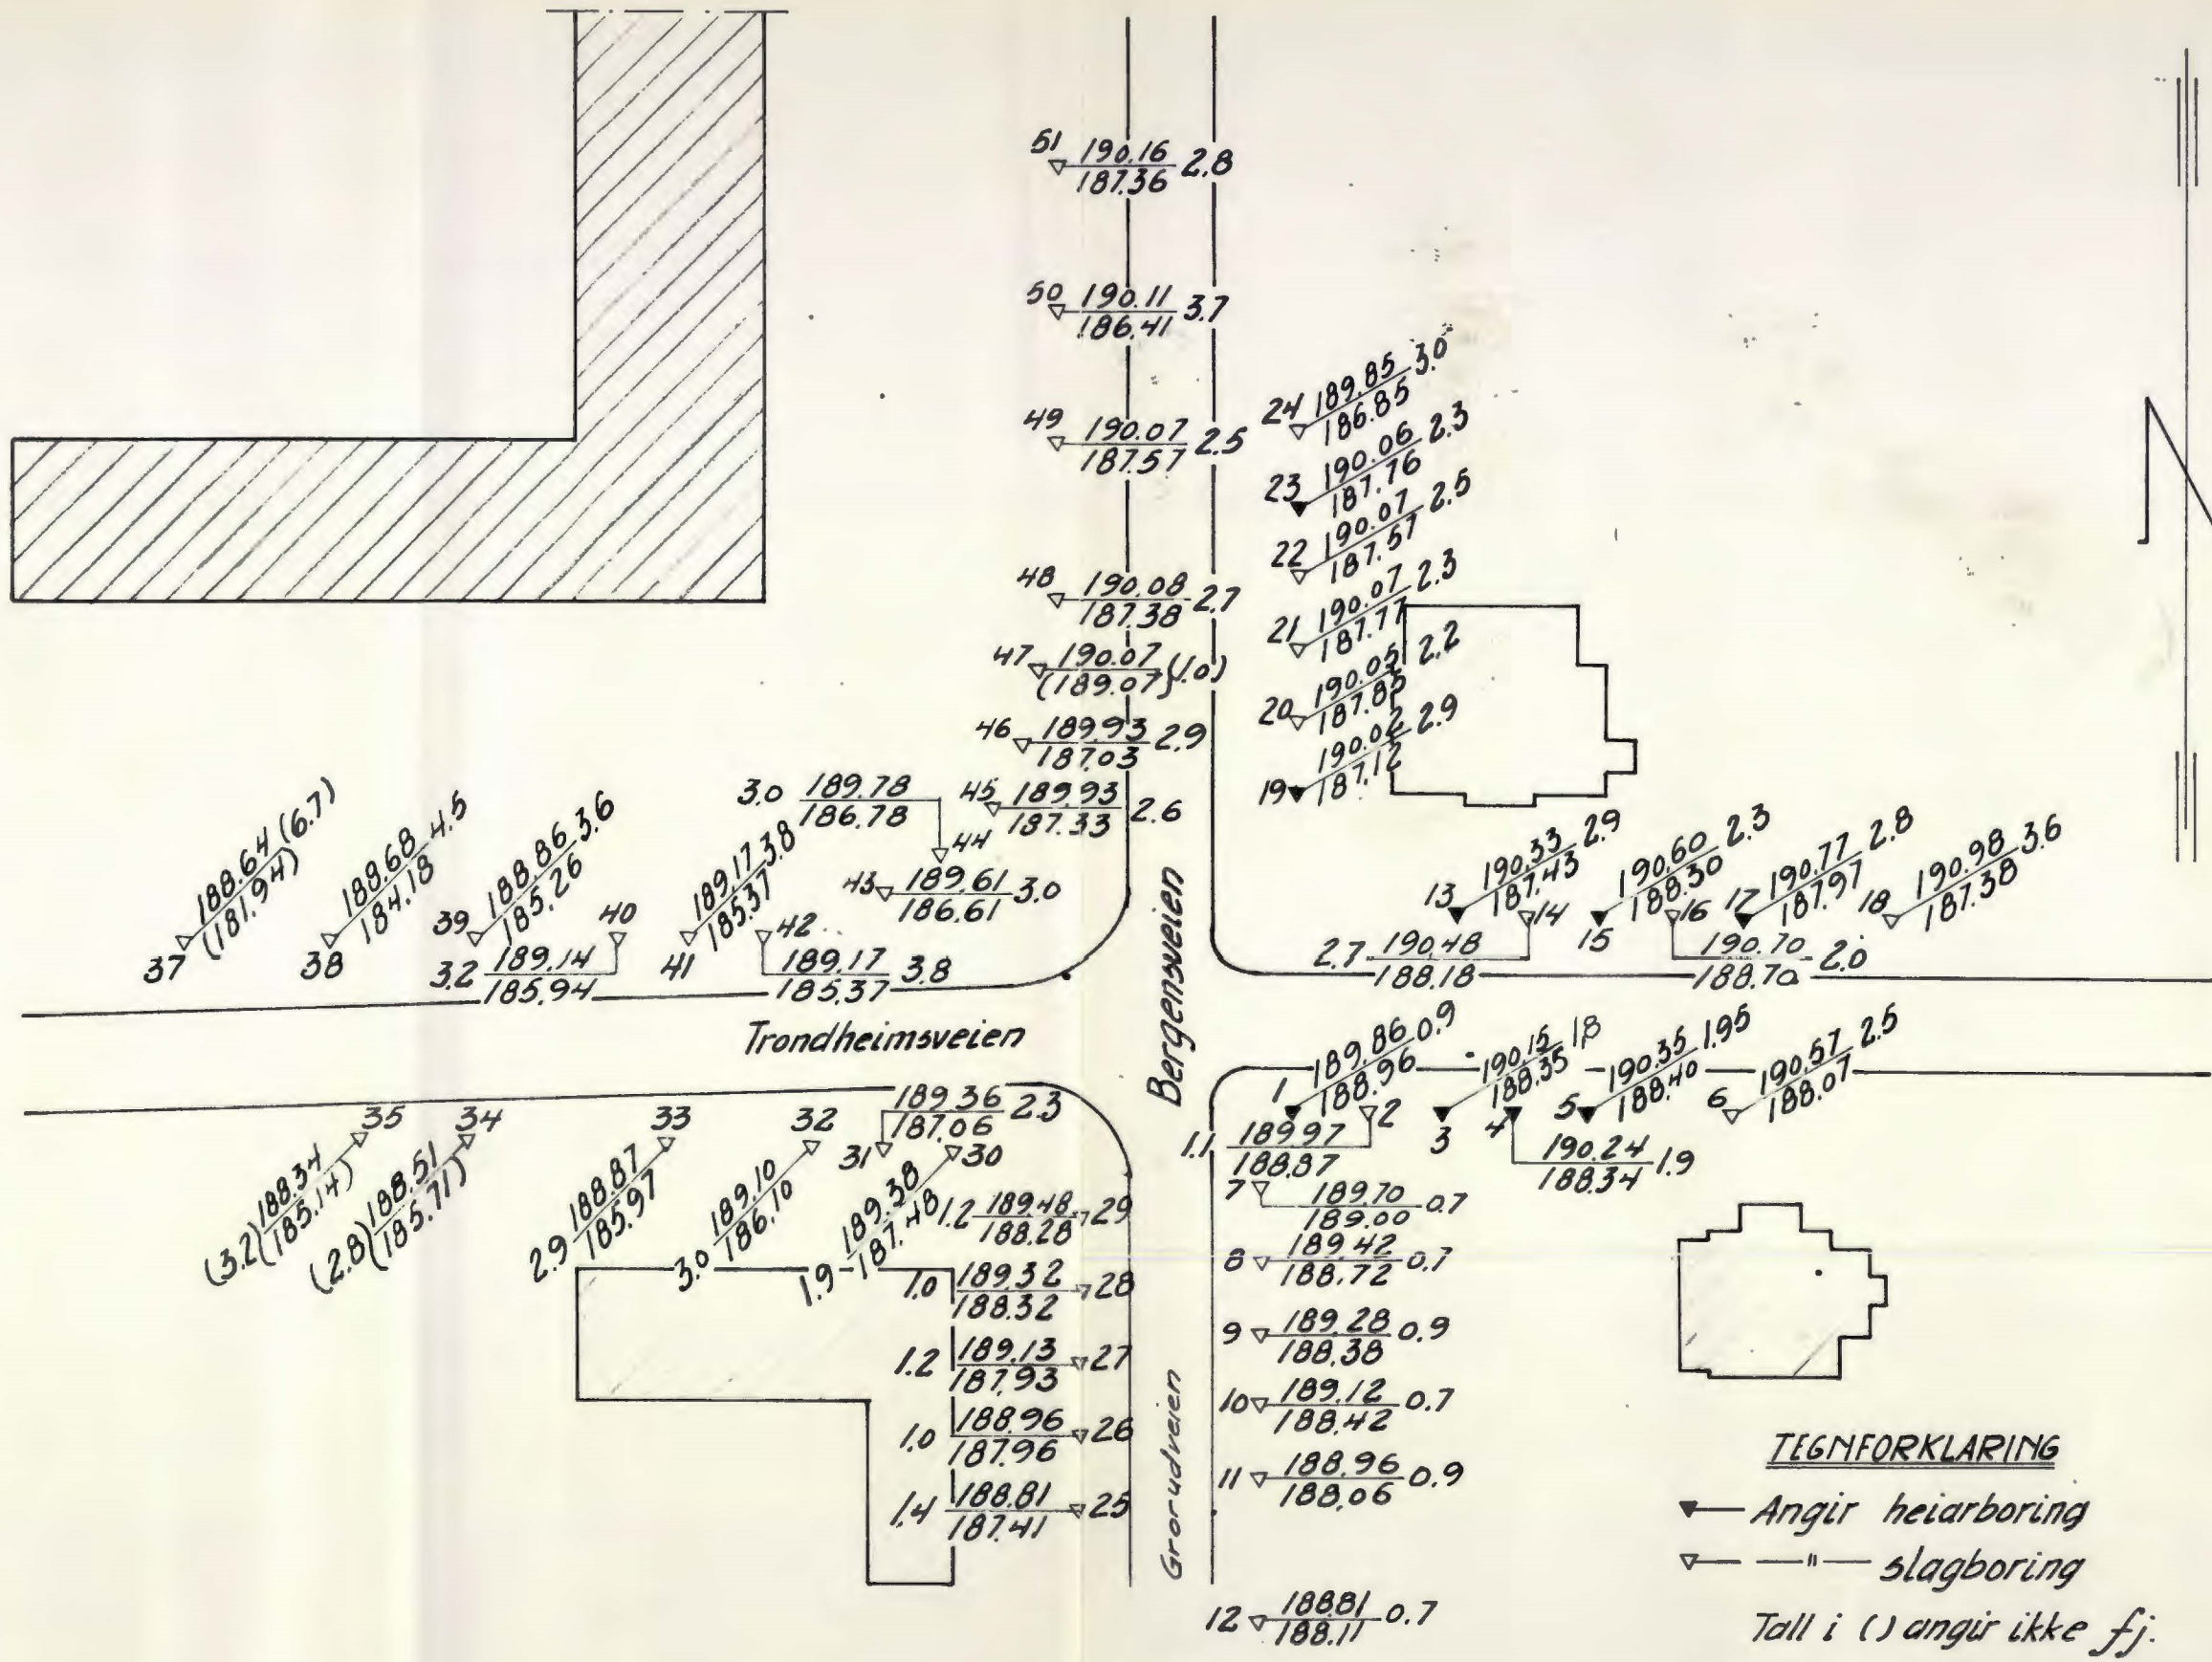 51 190.16 2.8
187.36
50 190.11 3.7
186.41
49 190.07 2.5
187.57
48 190.08 2.7
187.38
47 190.07 (1.0)
(189.07)
46 189.93 2.9
187.03
45 189.93 2.6
187.33
3.0 189.78
186.78
44
43 189.61 3.0
186.61
24 189.85 3.0
186.85
23 190.06 2.3
187.76
22 190.07 2.5
187.57
21 190.07 2.3
187.77
20 190.05 2.2
187.85
19 190.02 2.9
187.12
37 188.64 (6.7)
(181.94)
38 188.68 4.5
184.18
39 188.86 3.6
185.26
40
3.2 189.14
185.94
41 189.17 3.8
185.37
42
189.17 3.8
185.37
13 190.33 2.9
187.43
14
2.7 190.48
188.18
15 190.60 2.3
188.30
16
190.70 2.0
188.70
17 190.77 2.8
187.97
18 190.98 3.6
187.38
Trondheimsveien
Bergensveien
1 189.86 0.9
188.96
2
1.1 189.97
188.87
3 190.15 1.8
188.35
4
190.24 1.9
188.34
5 190.35 1.95
188.40
6 190.57 2.5
188.07
35
(3.2) 188.34
(185.14)
34
(2.8) 188.51
(185.71)
33
2.9 188.87
185.97
32
3.0 189.10
186.10
31
189.36 2.3
187.06
30
1.9 189.38
187.48
1.2 189.48 29
188.28
1.0 189.32 28
188.32
1.2 189.13 27
187.93
1.0 188.96 26
187.96
1.4 188.81 25
187.41
Grorudveien
7 189.70 0.7
189.00
8 189.42 0.7
188.72
9 189.28 0.9
188.38
10 189.12 0.7
188.42
11 188.96 0.9
188.06
12 188.81 0.7
188.11
TEGNFORKLARING
Angir heiarboring
—"— slagboring
Tall i () angir ikke fj.